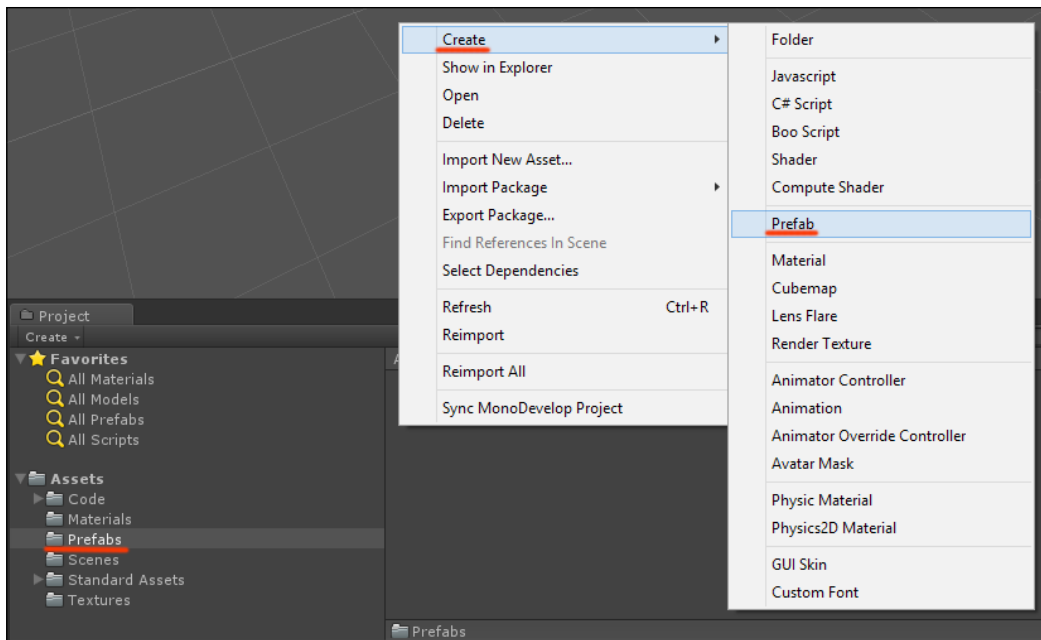 Create
Show in Explorer
Open
Delete
Import New Asset...
Import Package
Export Package...
Find References In Scene
Select Dependencies
Refresh Ctrl+R
Reimport
Reimport All
Sync MonoDevelop Project
Folder
Javascript
C# Script
Boo Script
Shader
Compute Shader
Prefab
Material
Cubemap
Lens Flare
Render Texture
Animator Controller
Animation
Animator Override Controller
Avatar Mask
Physic Material
Physics2D Material
GUI Skin
Custom Font
Project
Create
Favorites
All Materials
All Models
All Prefabs
All Scripts
Assets
Code
Materials
Prefabs
Scenes
Standard Assets
Textures
Prefabs